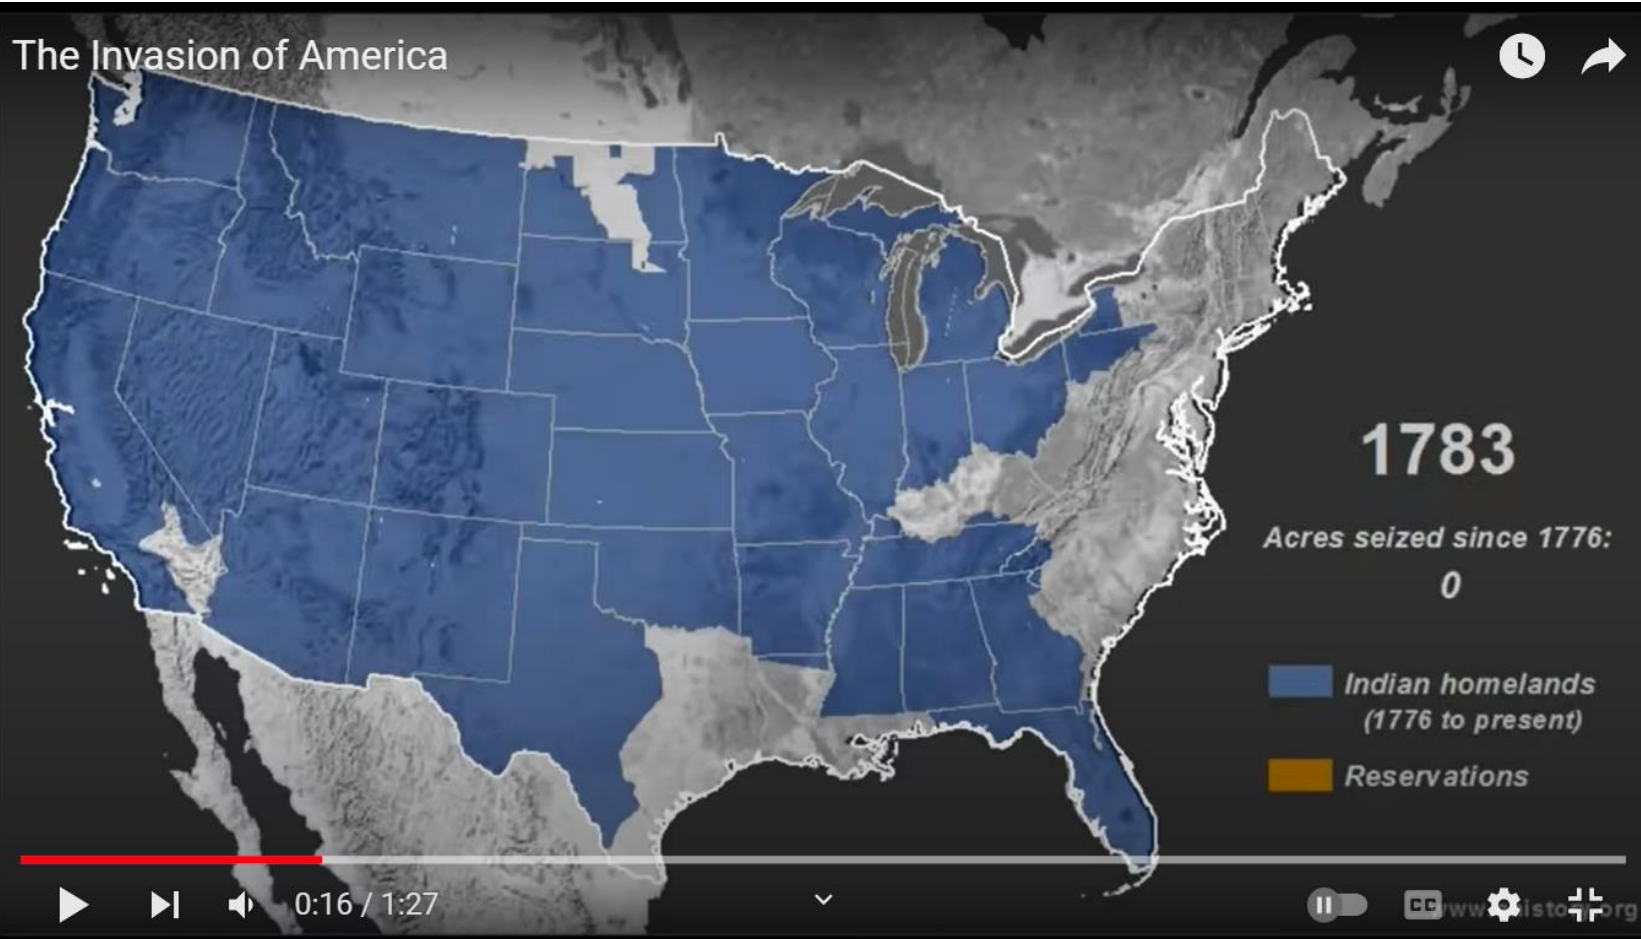 The Invasion of America
1783
Acres seized since 1776:
0
Indian homelands
(1776 to present)
Reservations
0:16 / 1:27
CC